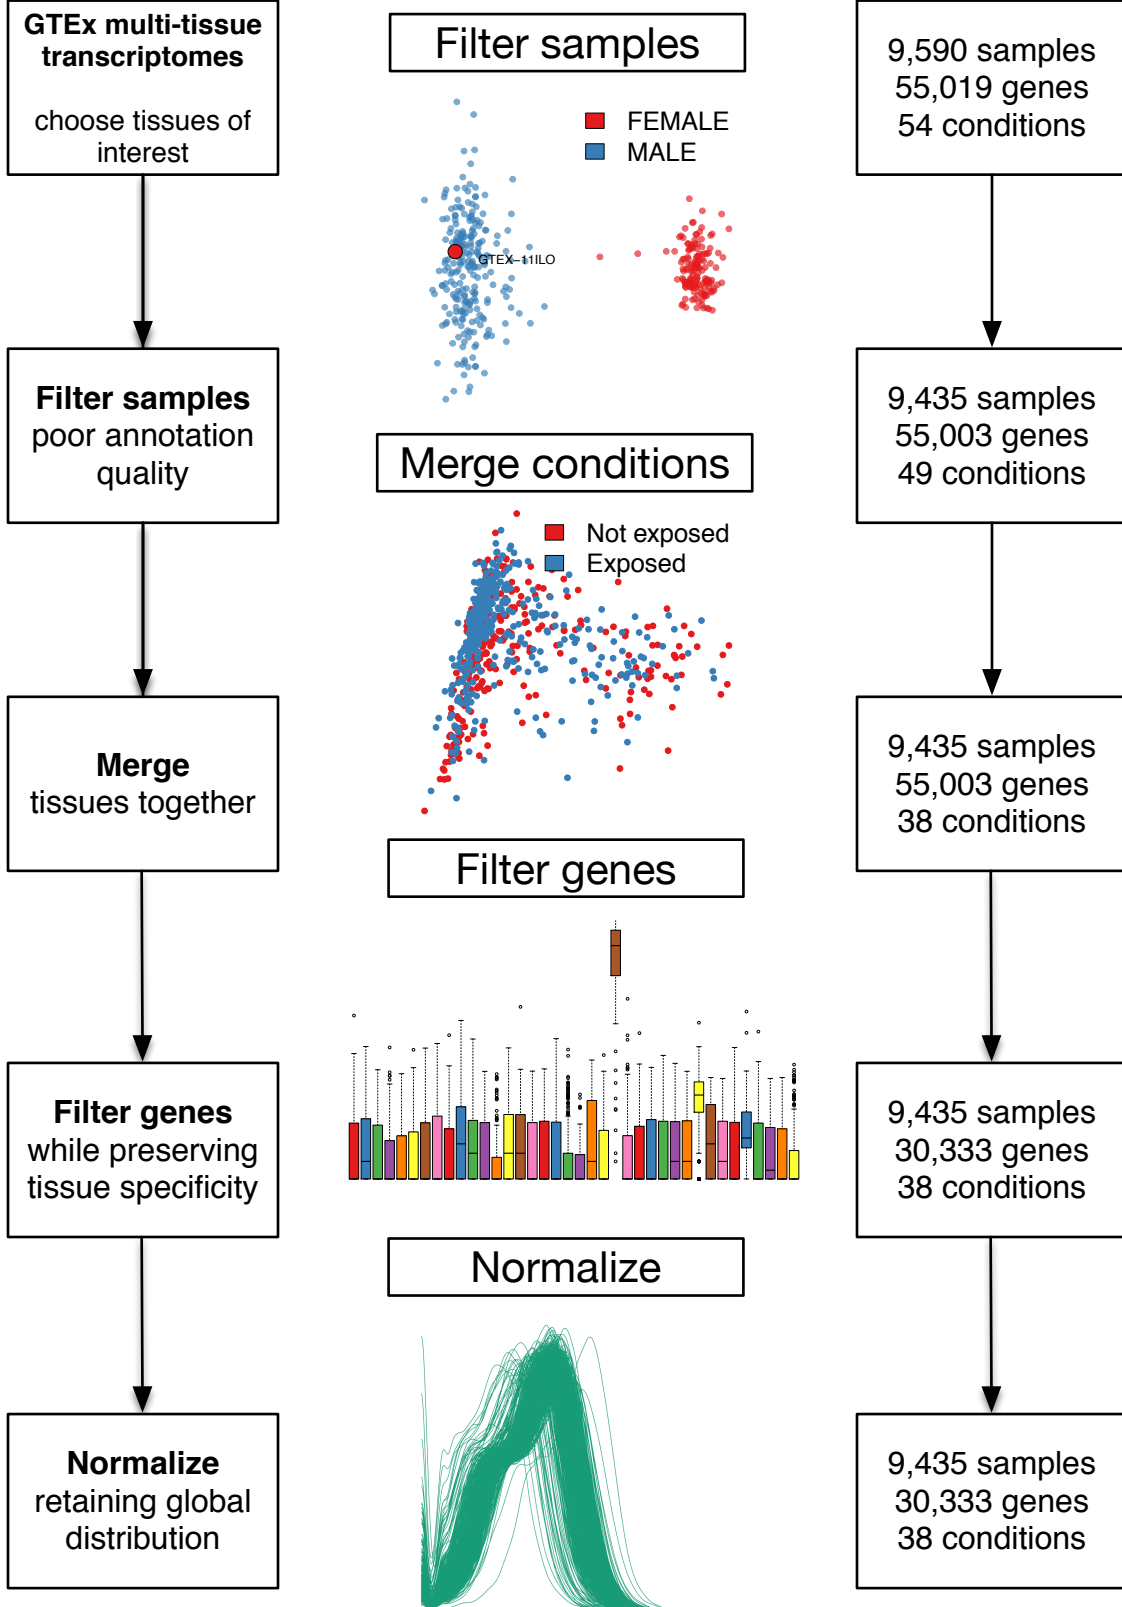 GTEx multi-tissue
transcriptomes
choose tissues of
interest
Filter samples
FEMALE
MALE
GTEX-11ILO
9,590 samples
55,019 genes
54 conditions
Filter samples
poor annotation
quality
Merge conditions
Not exposed
Exposed
9,435 samples
55,003 genes
49 conditions
Merge
tissues together
9,435 samples
55,003 genes
38 conditions
Filter genes
Filter genes
while preserving
tissue specificity
9,435 samples
30,333 genes
38 conditions
Normalize
Normalize
retaining global
distribution
9,435 samples
30,333 genes
38 conditions